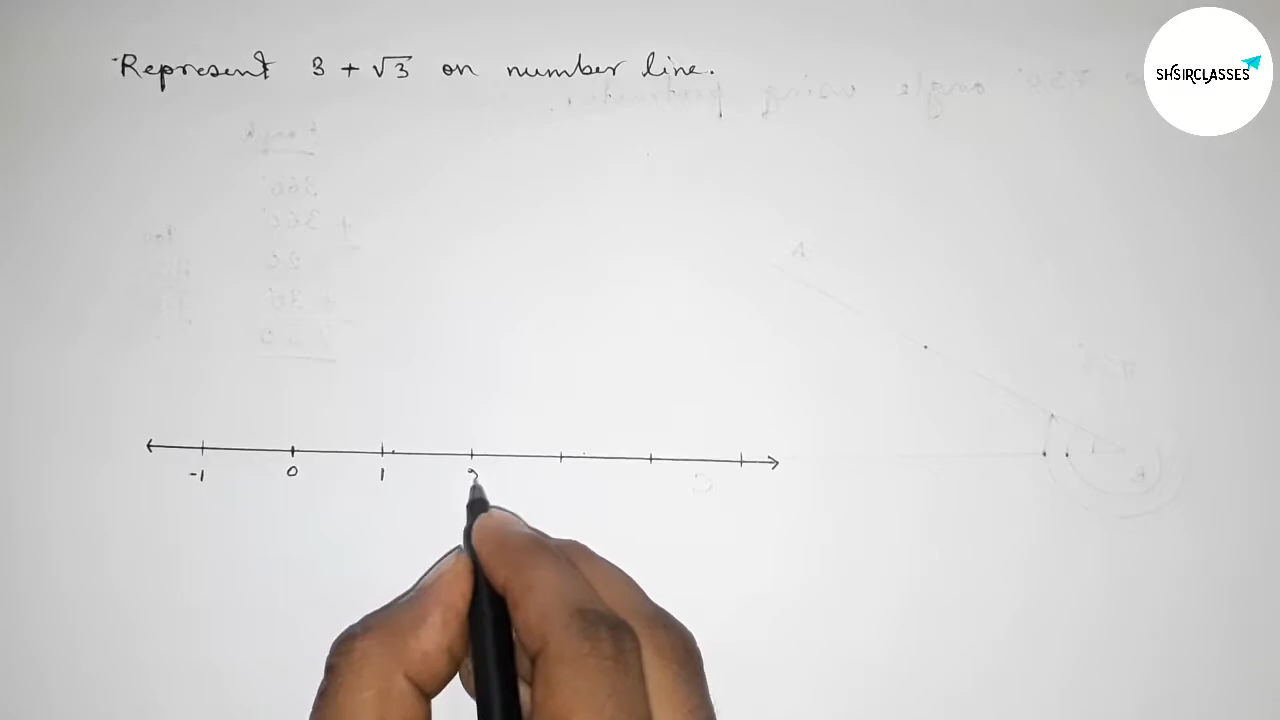 Represent 3 + √3 on number line.
SHSIRCLASSES
-1 0 1 2